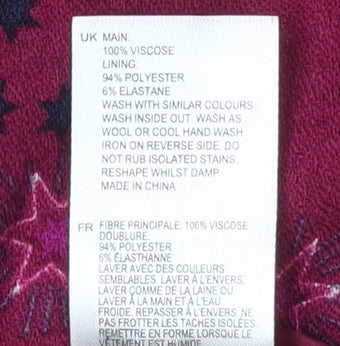 UK MAIN:
100% VISCOSE
LINING:
94% POLYESTER
6% ELASTANE
WASH WITH SIMILAR COLOURS.
WASH INSIDE OUT. WASH AS
WOOL OR COOL HAND WASH
IRON ON REVERSE SIDE. DO
NOT RUB ISOLATED STAINS.
RESHAPE WHILST DAMP.
MADE IN CHINA
FR FIBRE PRINCIPALE: 100% VISCOSE
DOUBLURE:
94% POLYESTER
6% ÉLASTHANNE
LAVER AVEC DES COULEURS
SEMBLABLES. LAVER À L'ENVERS.
LAVER COMME DE LA LAINE OU
LAVER À LA MAIN ET À L'EAU
FROIDE. REPASSER À L'ENVERS. NE
PAS FROTTER LES TACHES ISOLÉES.
REMETTRE EN FORME LORSQUE LE
VÊTEMENT EST HUMIDE